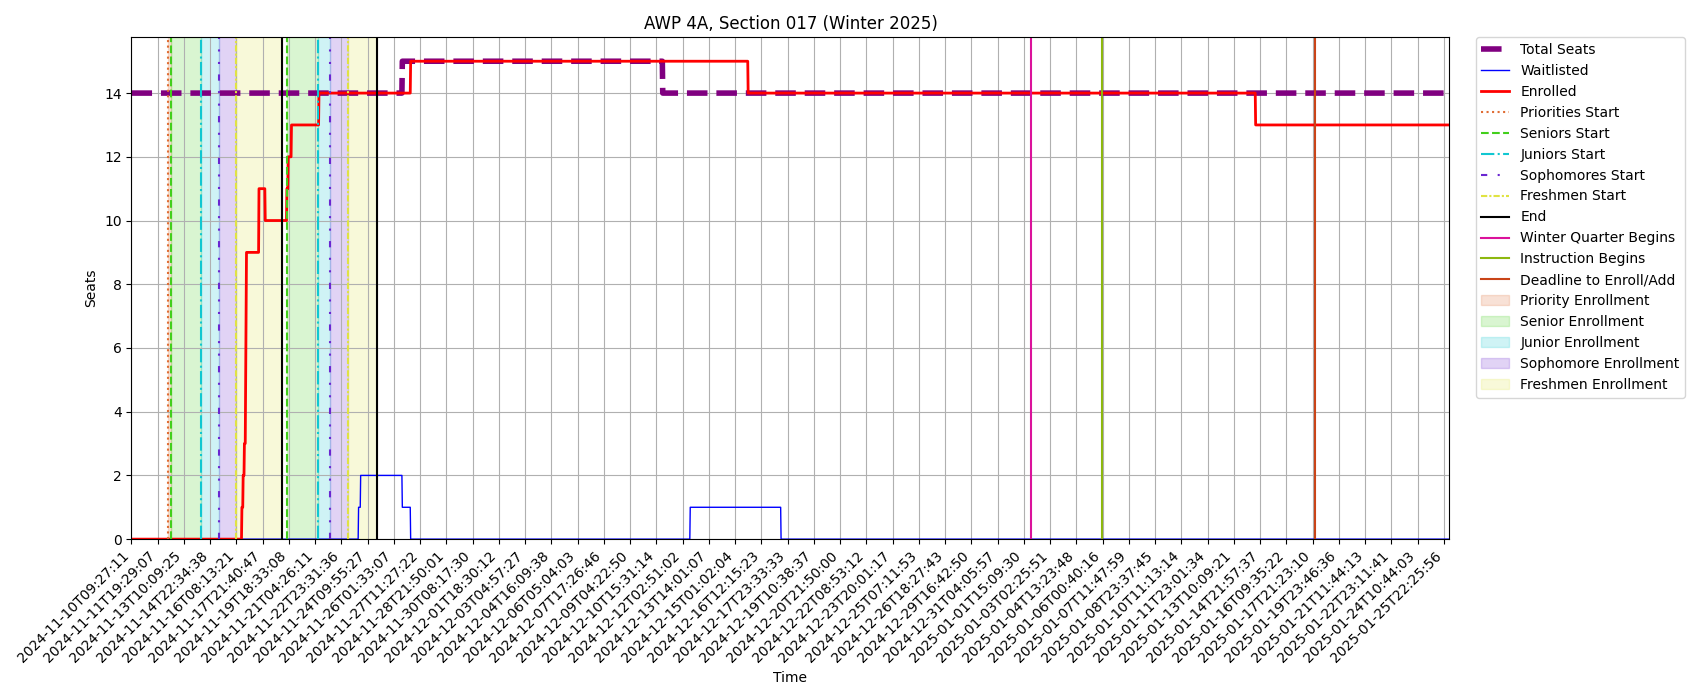 AWP 4A, Section 017 (Winter 2025)
Seats
14
12
10
8
6
4
2
0
2024-11-10T09:27:11
2024-11-11T19:29:07
2024-11-13T10:09:25
2024-11-14T22:34:38
2024-11-16T08:13:21
2024-11-17T21:40:47
2024-11-19T18:33:08
2024-11-21T04:26:11
2024-11-22T23:31:36
2024-11-24T09:55:27
2024-11-26T01:33:07
2024-11-27T11:27:22
2024-11-28T21:50:01
2024-11-30T08:17:30
2024-12-01T18:30:12
2024-12-03T04:57:27
2024-12-04T16:09:38
2024-12-06T05:04:03
2024-12-07T17:26:46
2024-12-09T04:22:50
2024-12-10T15:31:14
2024-12-12T02:51:02
2024-12-13T14:01:07
2024-12-15T01:02:04
2024-12-16T12:15:23
2024-12-17T23:33:33
2024-12-19T10:38:37
2024-12-20T21:50:00
2024-12-22T08:53:12
2024-12-23T20:01:17
2024-12-25T07:11:53
2024-12-26T18:27:43
2024-12-29T16:42:50
2024-12-31T04:05:57
2025-01-01T15:09:30
2025-01-03T02:25:51
2025-01-04T13:23:48
2025-01-06T00:40:16
2025-01-07T11:47:59
2025-01-08T23:37:45
2025-01-10T11:13:14
2025-01-11T23:01:34
2025-01-13T10:09:21
2025-01-14T21:57:37
2025-01-16T09:35:22
2025-01-17T21:23:10
2025-01-19T23:46:36
2025-01-21T11:44:13
2025-01-22T23:11:41
2025-01-24T10:44:03
2025-01-25T22:25:56
Time
Total Seats
Waitlisted
Enrolled
Priorities Start
Seniors Start
Juniors Start
Sophomores Start
Freshmen Start
End
Winter Quarter Begins
Instruction Begins
Deadline to Enroll/Add
Priority Enrollment
Senior Enrollment
Junior Enrollment
Sophomore Enrollment
Freshmen Enrollment